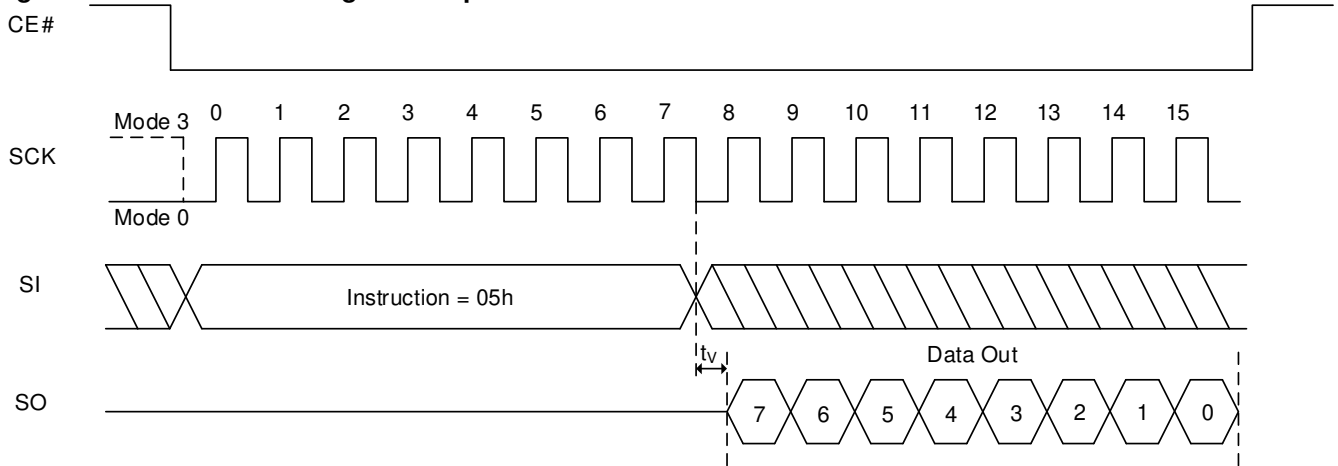 CE#
0 1 2 3 4 5 6 7 8 9 10 11 12 13 14 15
Mode 3
SCK
Mode 0
SI
Instruction = 05h
tV
Data Out
SO
7 6 5 4 3 2 1 0